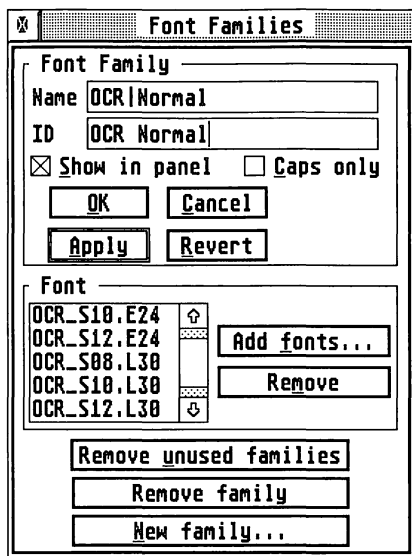 Font Families
Font Family
Name OCR|Normal
ID OCR Normal
Show in panel Caps only
OK Cancel
Apply Revert
Font
OCR_S10.E24
OCR_S12.E24
OCR_S08.L30
OCR_S10.L30
OCR_S12.L30
Add fonts...
Remove
Remove unused families
Remove family
New family...